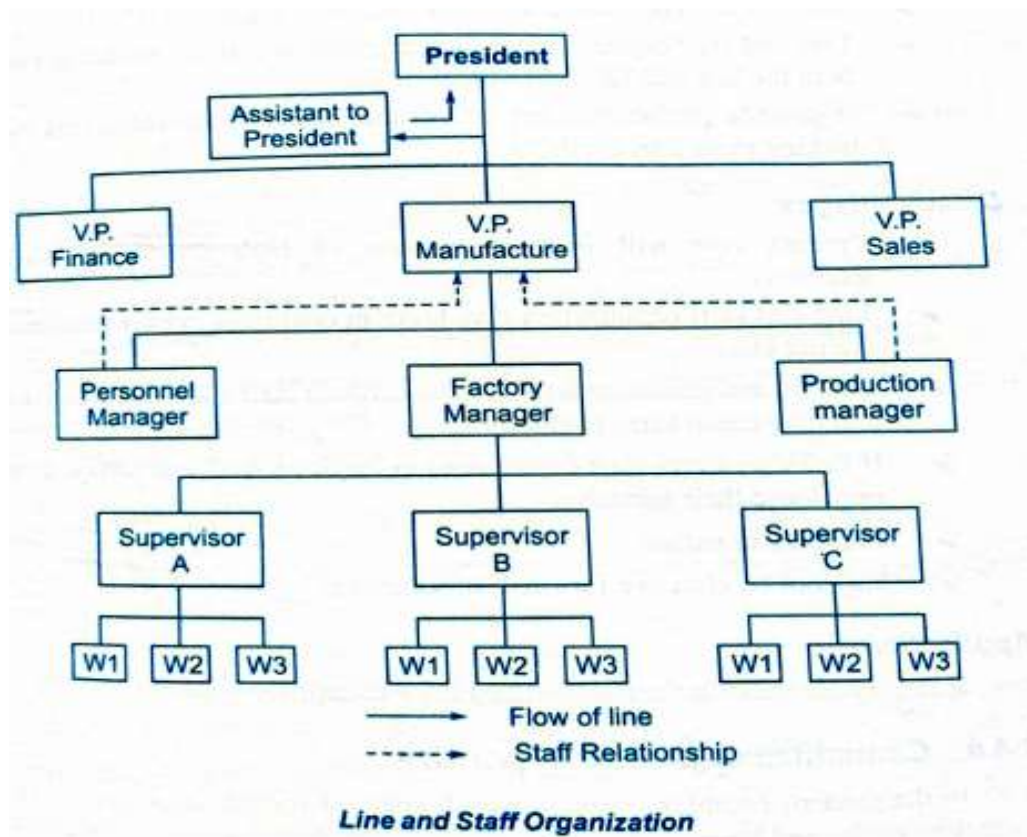 President
Assistant to
President
V.P.
Finance
V.P.
Manufacture
V.P.
Sales
Personnel
Manager
Factory
Manager
Production
manager
Supervisor
A
Supervisor
B
Supervisor
C
W1 W2 W3 W1 W2 W3 W1 W2 W3
Flow of line
Staff Relationship
Line and Staff Organization